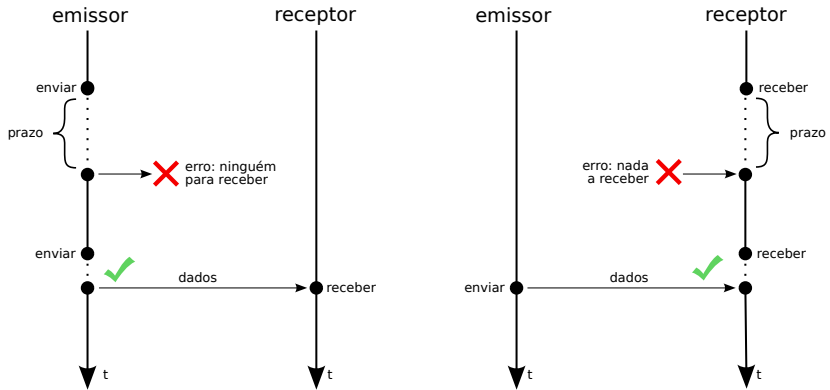 emissor
receptor
enviar
prazo
erro: ninguém
para receber
enviar
dados
receber
t
t
emissor
receptor
receber
prazo
erro: nada
a receber
receber
dados
enviar
t
t